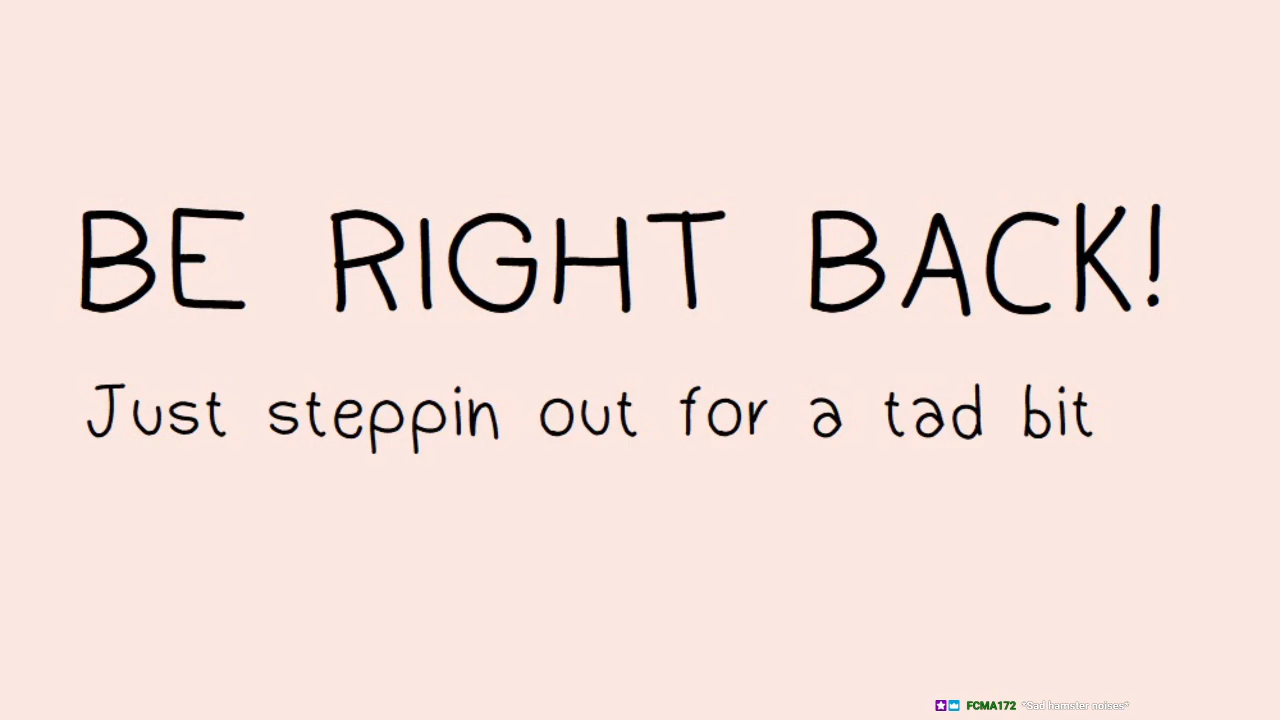 BE RIGHT BACK!
Just steppin out for a tad bit
FCMA172 *Sad hamster noises*